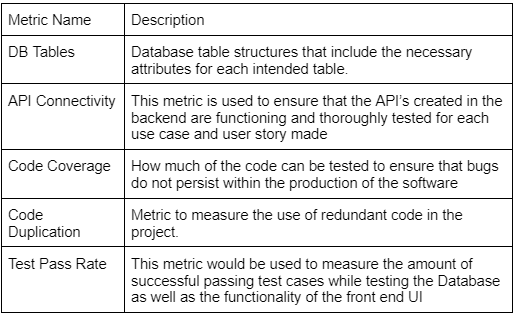 Metric Name
Description
DB Tables
Database table structures that include the necessary
attributes for each intended table.
API Connectivity
This metric is used to ensure that the API's created in the
backend are functioning and thoroughly tested for each
use case and user story made
Code Coverage
How much of the code can be tested to ensure that bugs
do not persist within the production of the software
Code
Duplication
Metric to measure the use of redundant code in the
project.
Test Pass Rate
This metric would be used to measure the amount of
successful passing test cases while testing the Database
as well as the functionality of the front end UI